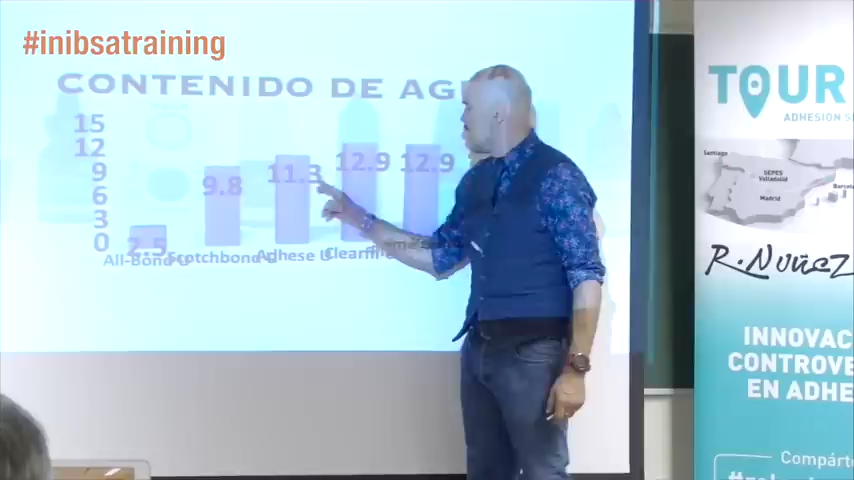 #inibsatraining
CONTENIDO DE AG
15
12
9
6
3
0
2.5
9.8
11.3
12.9
12.9
All-Bond U
Scotchbond U
Adhese U
Clearfil
TOUR
ADHESION
Santiago
SEPES
Valladolid
Madrid
R. Nuñez
INNOVAC
CONTROVE
EN ADHE
Compárt